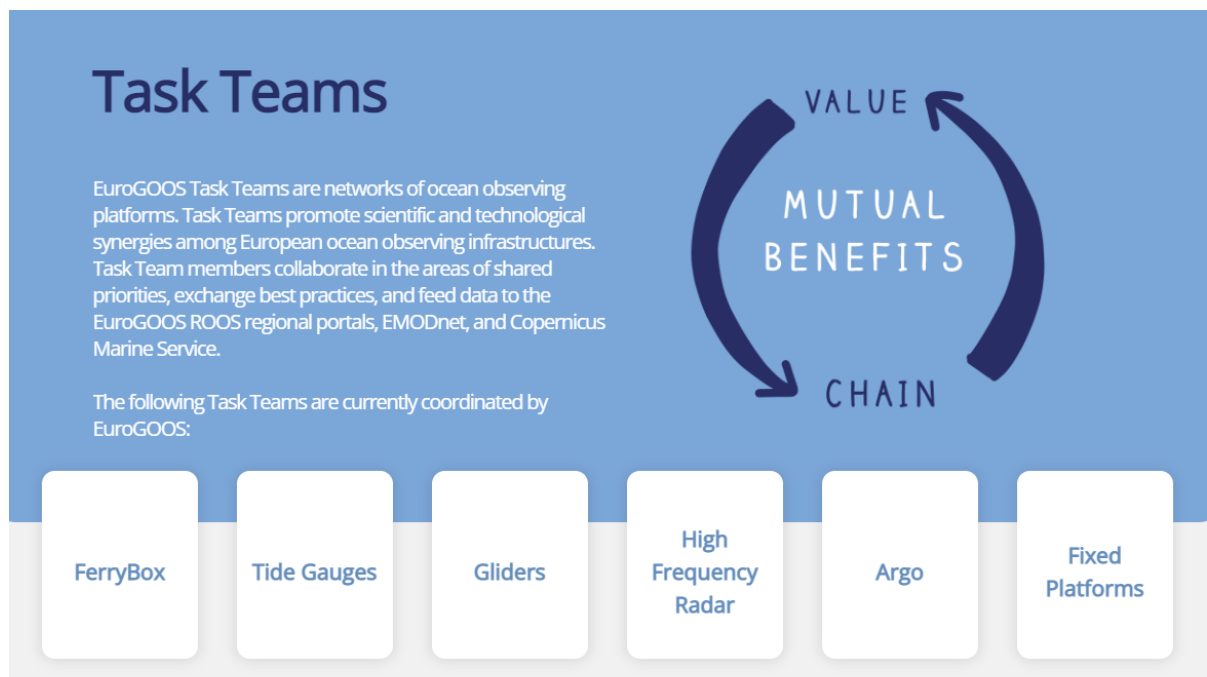 Task Teams
EuroGOOS Task Teams are networks of ocean observing
platforms. Task Teams promote scientific and technological
synergies among European ocean observing infrastructures.
Task Team members collaborate in the areas of shared
priorities, exchange best practices, and feed data to the
EuroGOOS ROOS regional portals, EMODnet, and Copernicus
Marine Service.
The following Task Teams are currently coordinated by
EuroGOOS:
VALUE
MUTUAL
BENEFITS
CHAIN
FerryBox
Tide Gauges
Gliders
High
Frequency
Radar
Argo
Fixed
Platforms